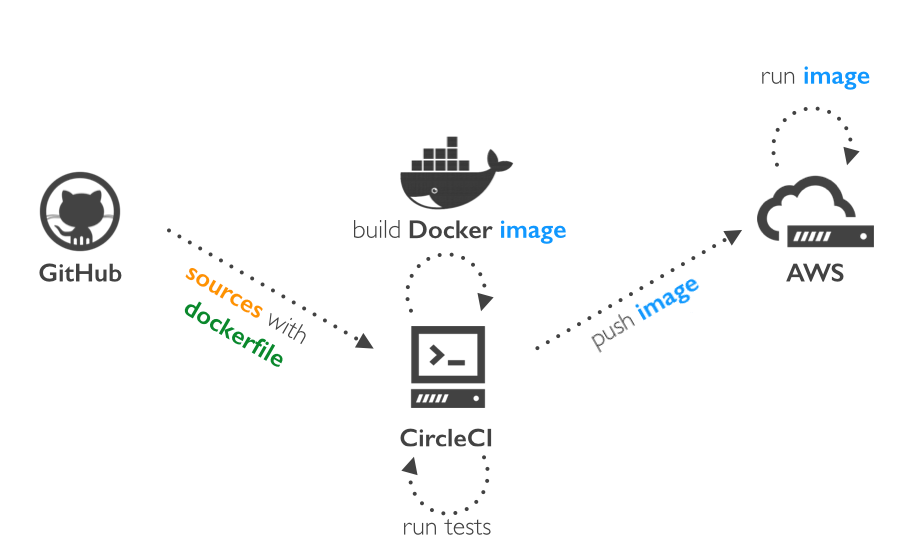 run image
build Docker image
GitHub
AWS
sources with
dockerfile
push image
CircleCI
run tests